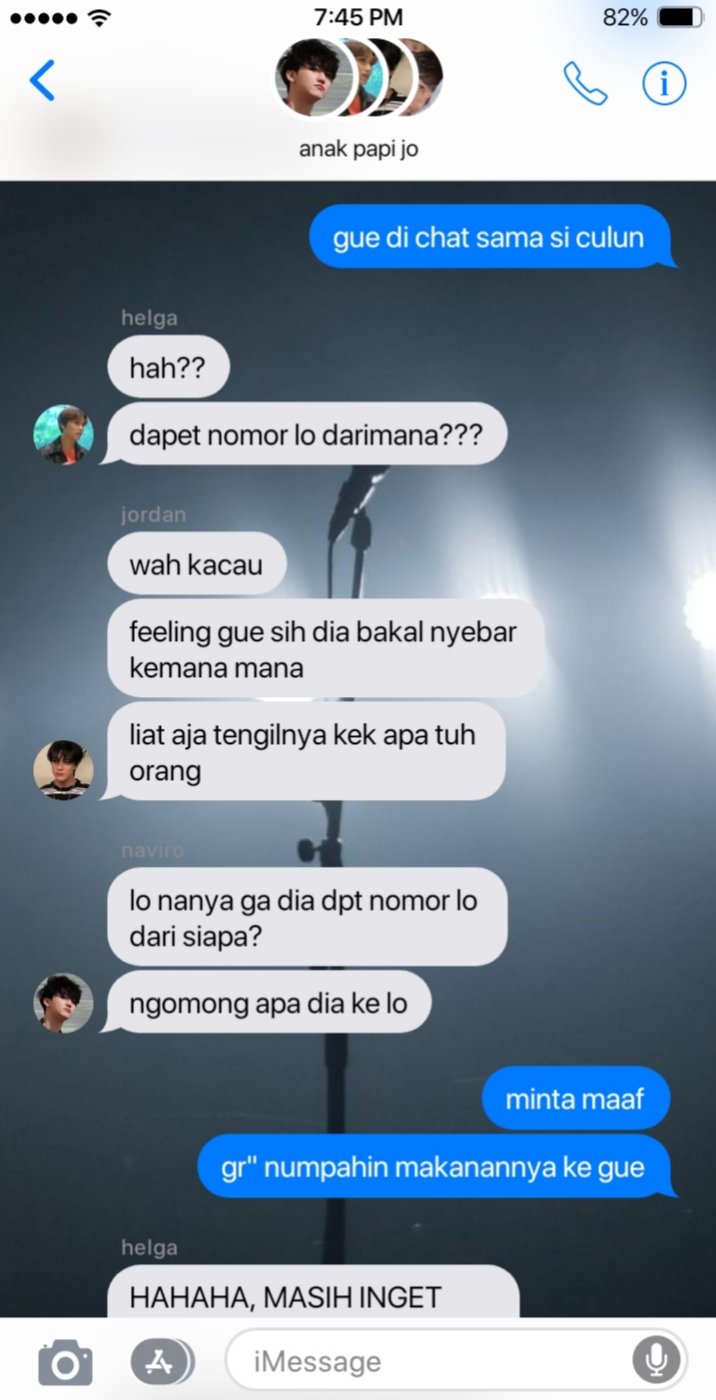 7:45 PM
82%
anak papi jo
gue di chat sama si culun
helga
hah??
dapet nomor lo darimana???
jordan
wah kacau
feeling gue sih dia bakal nyebar
kemana mana
liat aja tengilnya kek apa tuh
orang
naviro
lo nanya ga dia dpt nomor lo
dari siapa?
ngomong apa dia ke lo
minta maaf
gr" numpahin makanannya ke gue
helga
HAHAHA, MASIH INGET
iMessage